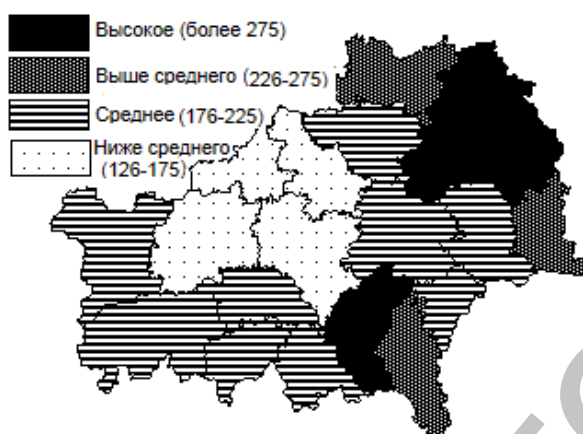 Высокое (более 275)
Выше среднего (226-275)
Среднее (176-225)
Ниже среднего
(126-175)